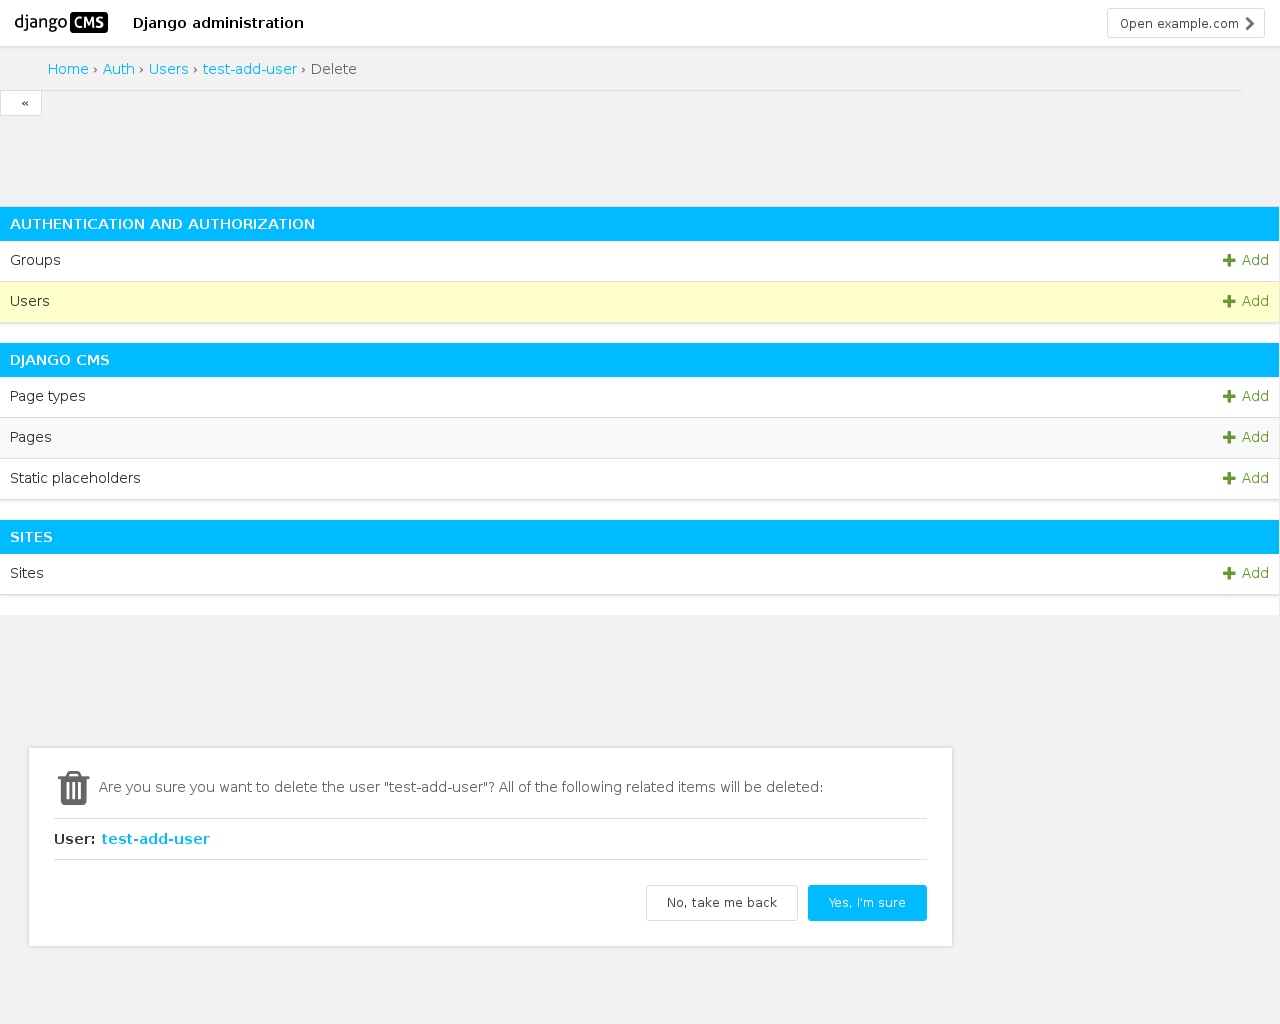 django CMS Django administration Open example.com
Home › Auth › Users › test-add-user › Delete
«
AUTHENTICATION AND AUTHORIZATION
Groups Add
Users Add
DJANGO CMS
Page types Add
Pages Add
Static placeholders Add
SITES
Sites Add
Are you sure you want to delete the user "test-add-user"? All of the following related items will be deleted:
User: test-add-user
No, take me back Yes, I'm sure